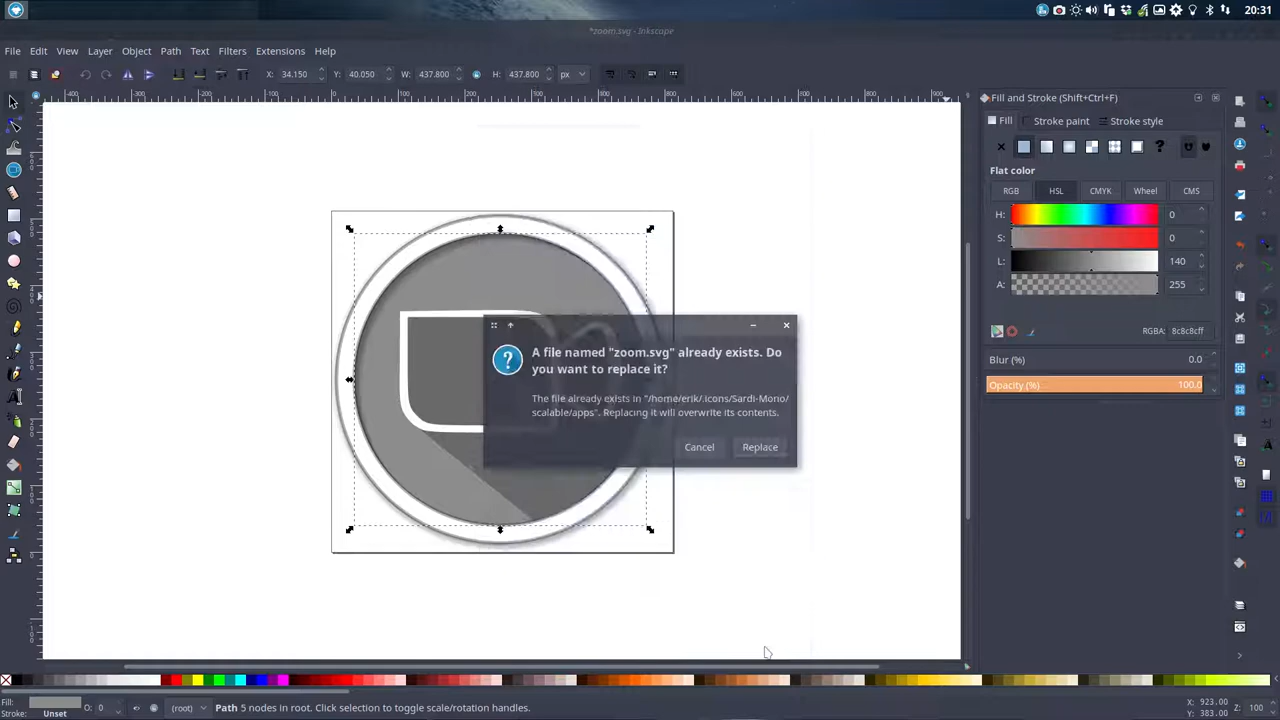 20:31
*zoom.svg - Inkscape
File Edit View Layer Object Path Text Filters Extensions Help
X: 34.150 Y: 40.050 W: 437.800 H: 437.800 px
Fill and Stroke (Shift+Ctrl+F)
Fill Stroke paint Stroke style
Flat color
RGB HSL CMYK Wheel CMS
H: 0
S: 0
L: 140
A: 255
RGBA: 8c8c8cff
Blur (%) 0.0
Opacity (%) 100.0
A file named "zoom.svg" already exists. Do
you want to replace it?
The file already exists in "/home/erik/.icons/Sardi-Mono/
scalable/apps". Replacing it will overwrite its contents.
Cancel Replace
Fill:
Stroke: Unset
O: 0
(root)
Path 5 nodes in root. Click selection to toggle scale/rotation handles.
X: 923.00
Y: 383.00
Z: 100